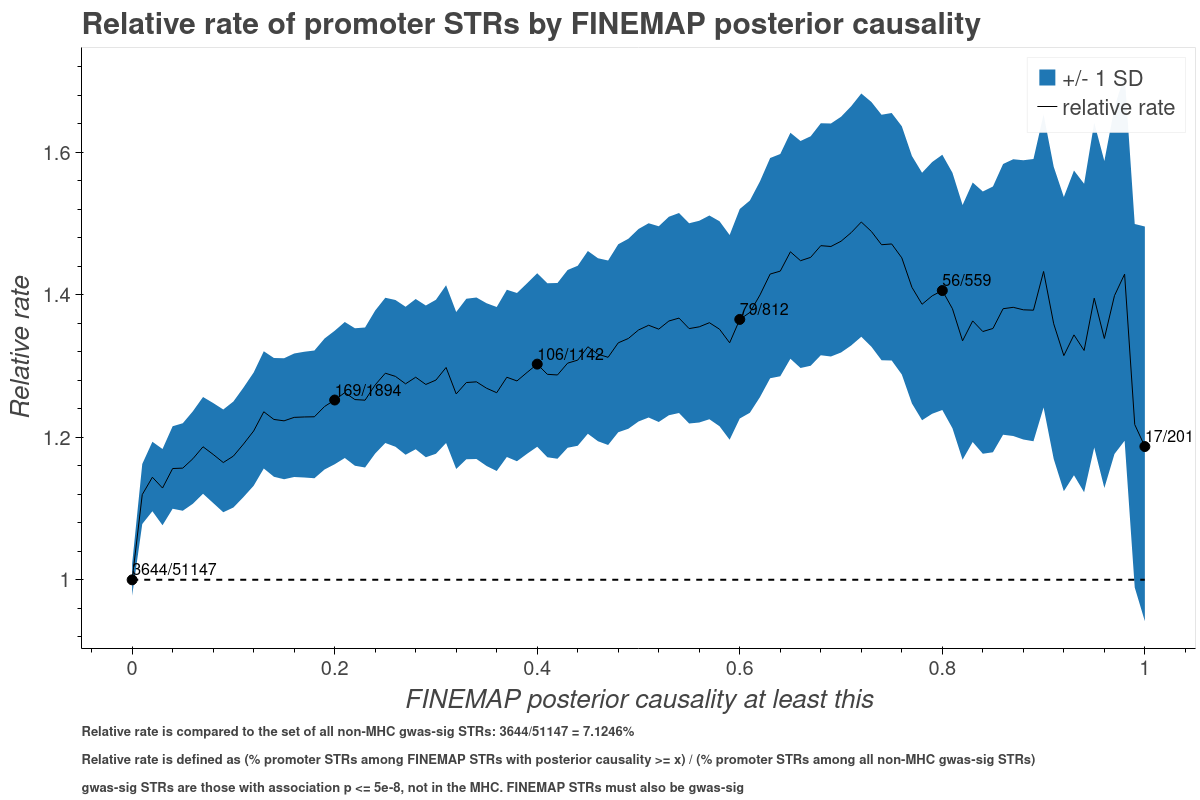 Relative rate of promoter STRs by FINEMAP posterior causality
+/- 1 SD
relative rate
1.6
1.4
1.2
1
Relative rate
3644/51147
169/1894
106/1142
79/812
56/559
17/201
0
0.2
0.4
0.6
0.8
1
FINEMAP posterior causality at least this
Relative rate is compared to the set of all non-MHC gwas-sig STRs: 3644/51147 = 7.1246%
Relative rate is defined as (% promoter STRs among FINEMAP STRs with posterior causality >= x) / (% promoter STRs among all non-MHC gwas-sig STRs)
gwas-sig STRs are those with association p <= 5e-8, not in the MHC. FINEMAP STRs must also be gwas-sig